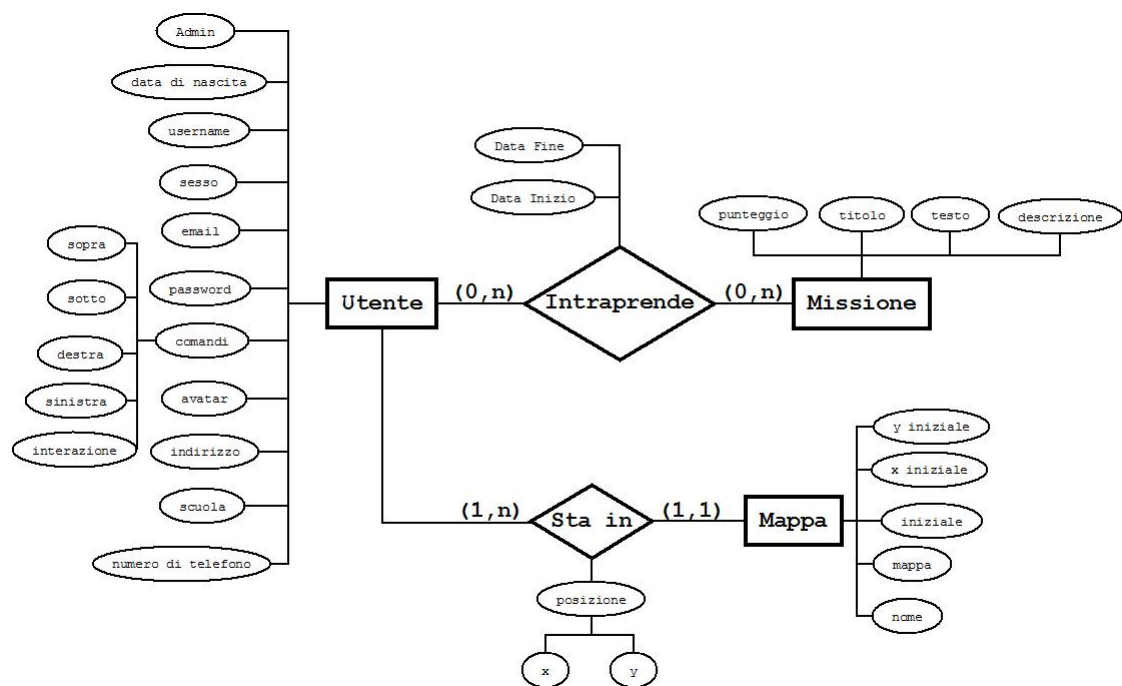 Admin
data di nascita
username
sesso
email
password
comandi
avatar
indirizzo
scuola
numero di telefono
sopra
sotto
destra
sinistra
interazione
Utente
(0,n)
Intraprende
(0,n)
Missione
Data Fine
Data Inizio
punteggio
titolo
testo
descrizione
(1,n)
Sta in
(1,1)
Mappa
posizione
x
y
y iniziale
x iniziale
iniziale
mappa
nome